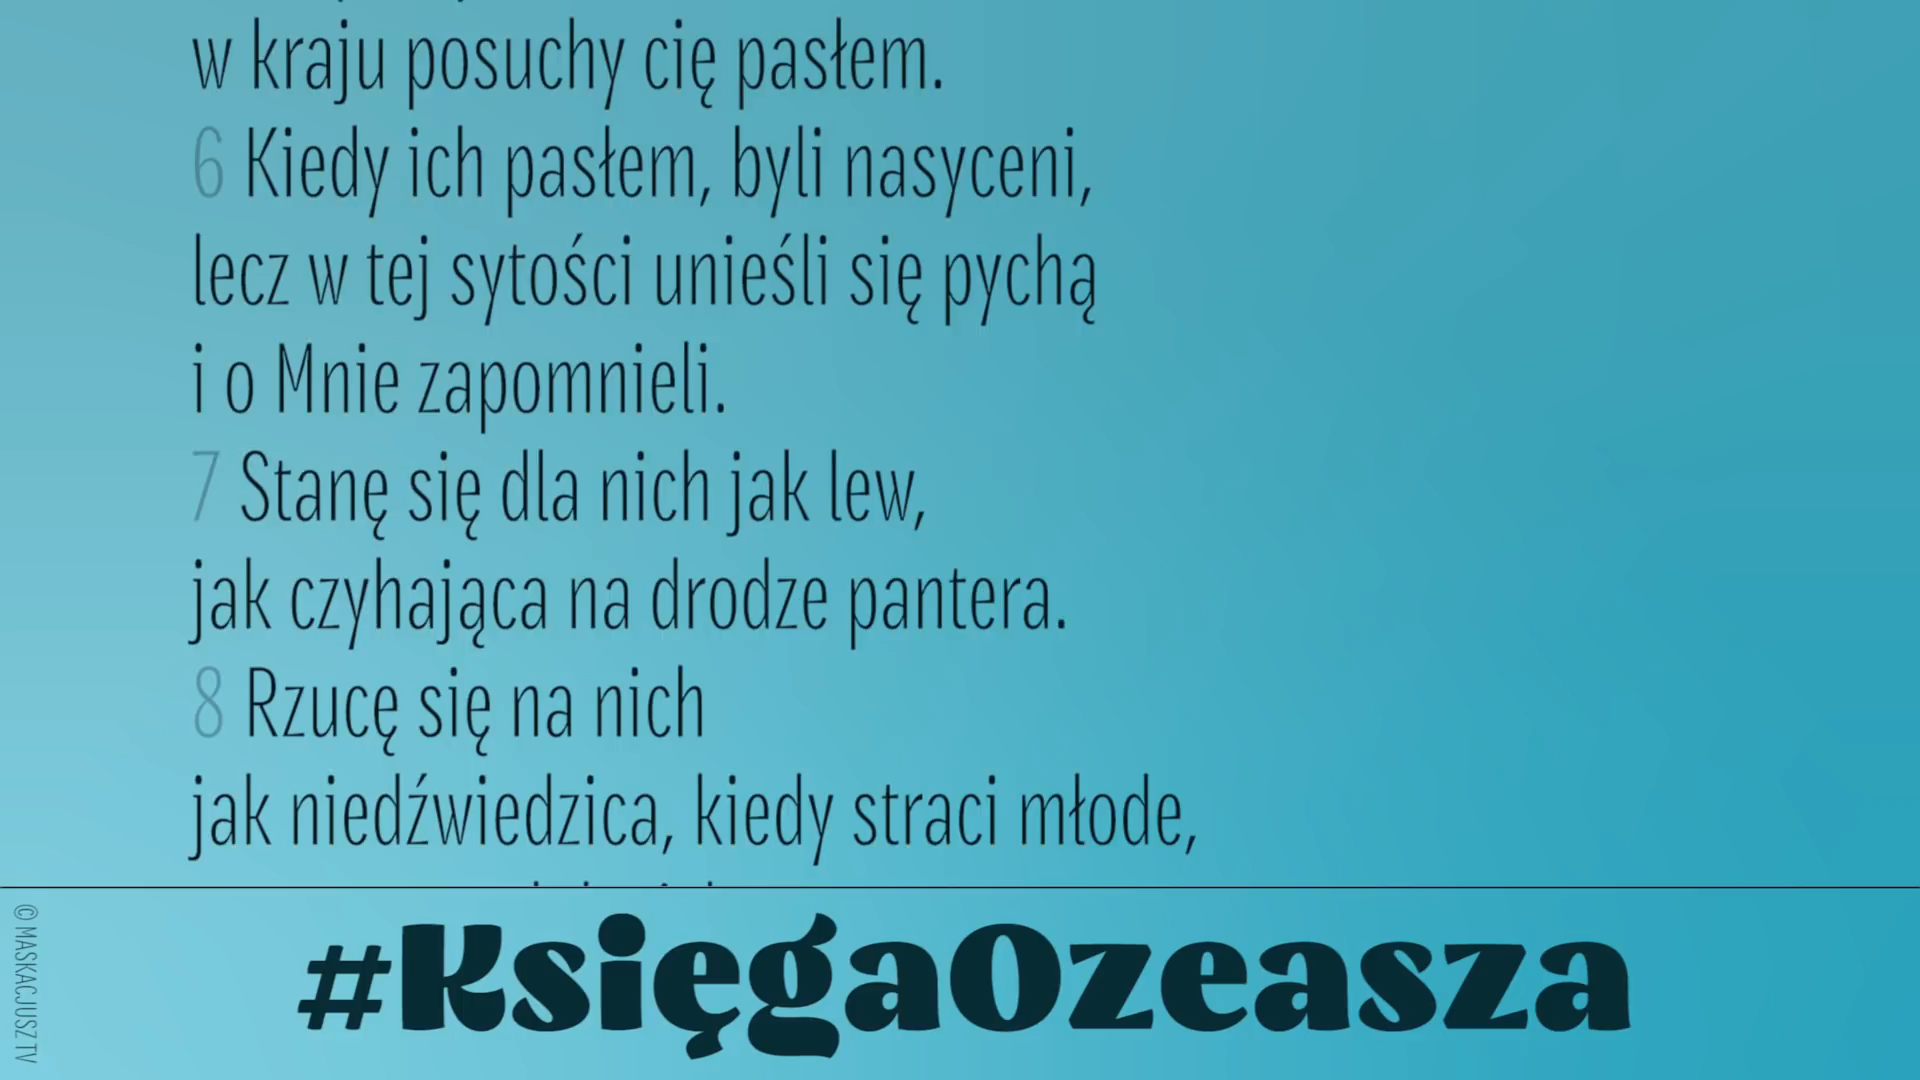 w kraju posuchy cię pasłem.
6 Kiedy ich pasłem, byli nasyceni,
lecz w tej sytości unieśli się pychą
i o Mnie zapomnieli.
7 Stanę się dla nich jak lew,
jak czyhająca na drodze pantera.
8 Rzucę się na nich
jak niedźwiedzica, kiedy straci młode,
#KsięgaOzeasza
© MASKACJUSZ.TV